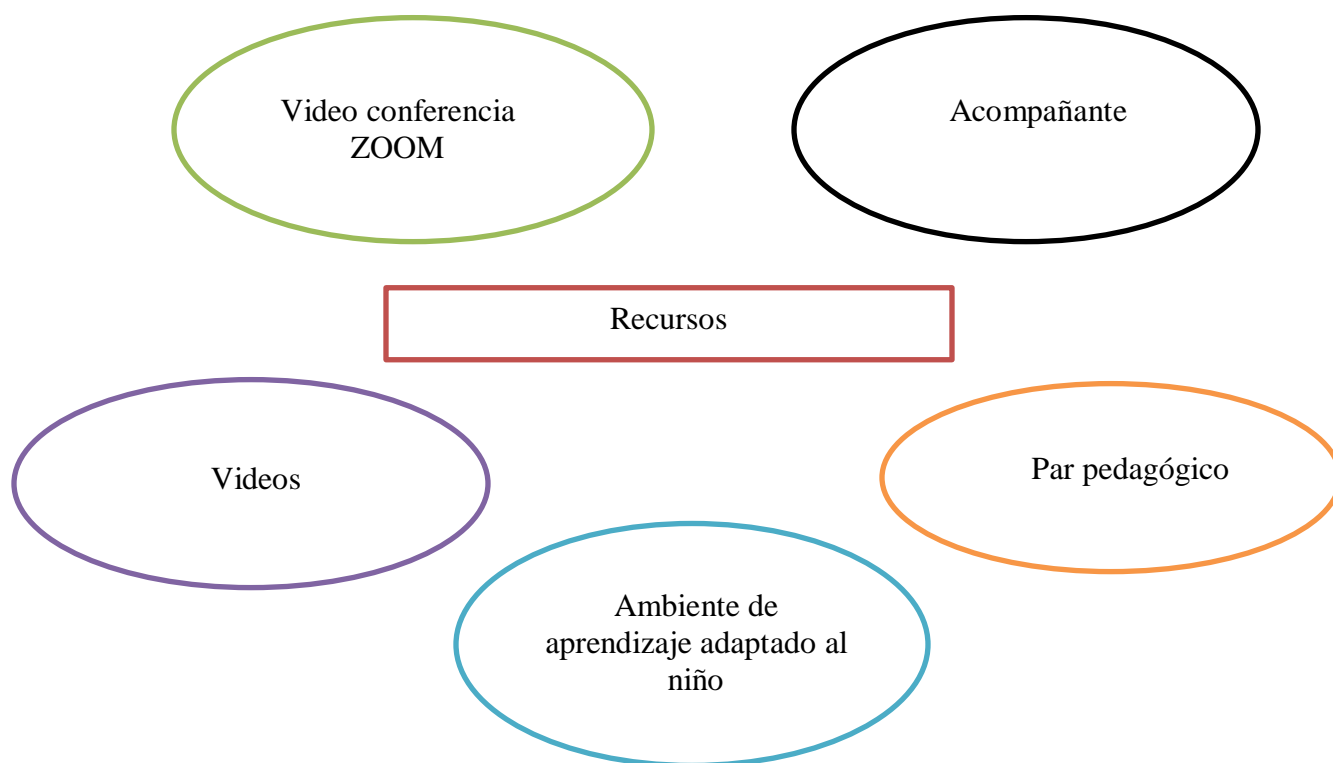 Video conferencia
ZOOM
Acompañante
Recursos
Videos
Par pedagógico
Ambiente de
aprendizaje adaptado al
niño